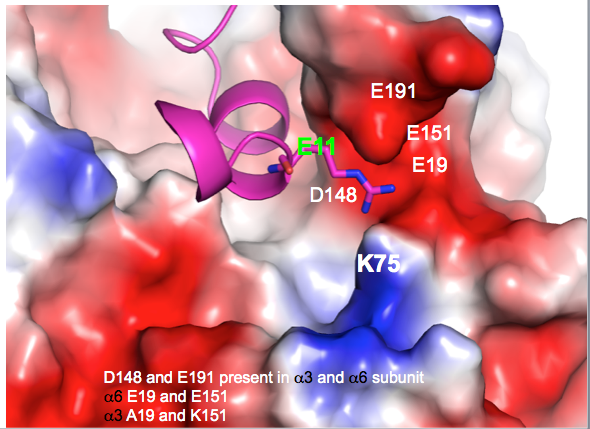 E191
E151
E11
E19
D148
K75
D148 and E191 present in α3 and α6 subunit
α6 E19 and E151
α3 A19 and K151